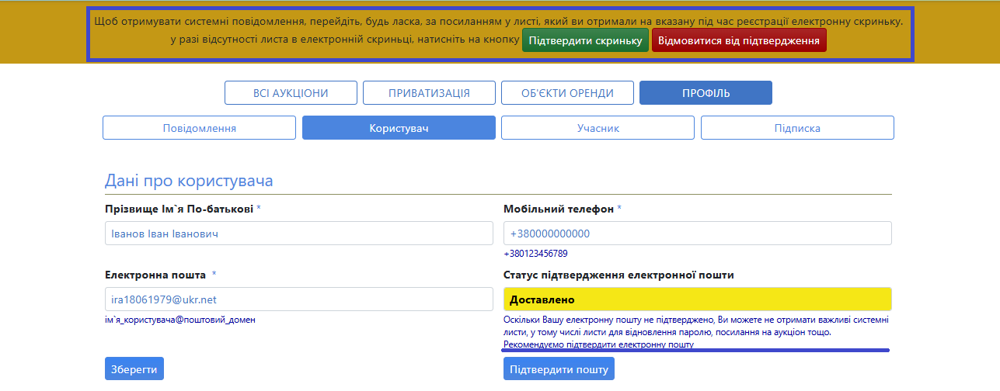 Щоб отримувати системні повідомлення, перейдіть, будь ласка, за посиланням у листі, який ви отримали на вказану під час реєстрації електронну скриньку.
у разі відсутності листа в електронній скриньці, натисніть на кнопку Підтвердити скриньку Відмовитися від підтвердження
ВСІ АУКЦІОНИ ПРИВАТИЗАЦІЯ ОБ'ЄКТИ ОРЕНДИ ПРОФІЛЬ
Повідомлення Користувач Учасник Підписка
Дані про користувача
Прізвище Ім`я По-батькові * Мобільний телефон *
Іванов Іван Іванович +380000000000
+380123456789
Електронна пошта * Статус підтвердження електронної пошти
ira18061979@ukr.net Доставлено
ім`я_користувача@поштовий_домен Оскільки Вашу електронну пошту не підтверджено, Ви можете не отримати важливі системні
листи, у тому числі листи для відновлення паролю, посилання на аукціон тощо.
Рекомендуємо підтвердити електронну пошту
Зберегти Підтвердити пошту